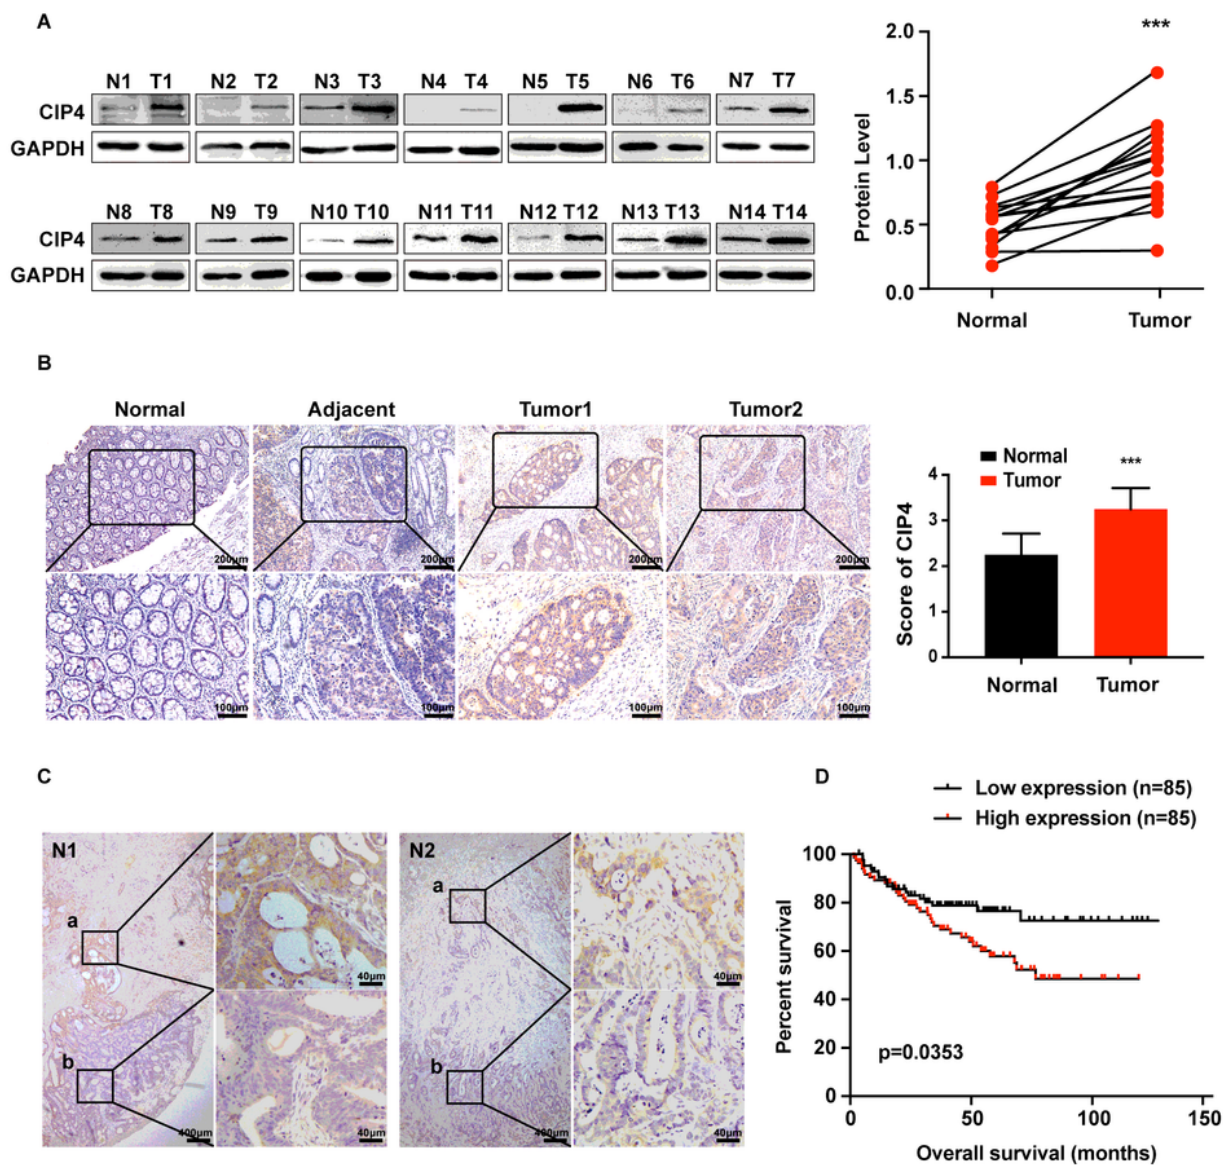 A
N1 T1 N2 T2 N3 T3 N4 T4 N5 T5 N6 T6 N7 T7
CIP4
GAPDH
N8 T8 N9 T9 N10 T10 N11 T11 N12 T12 N13 T13 N14 T14
CIP4
GAPDH
***
2.0
1.5
1.0
0.5
0.0
Protein Level
Normal Tumor
B
Normal Adjacent Tumor1 Tumor2
200μm 200μm 200μm 200μm
100μm 100μm 100μm 100μm
Normal
Tumor
***
4
3
2
1
0
Score of CIP4
Normal Tumor
C
N1 N2
a a
b b
40μm 40μm
400μm 40μm 400μm 40μm
D
Low expression (n=85)
High expression (n=85)
100
80
60
40
20
0
Percent survival
p=0.0353
0 50 100 150
Overall survival (months)